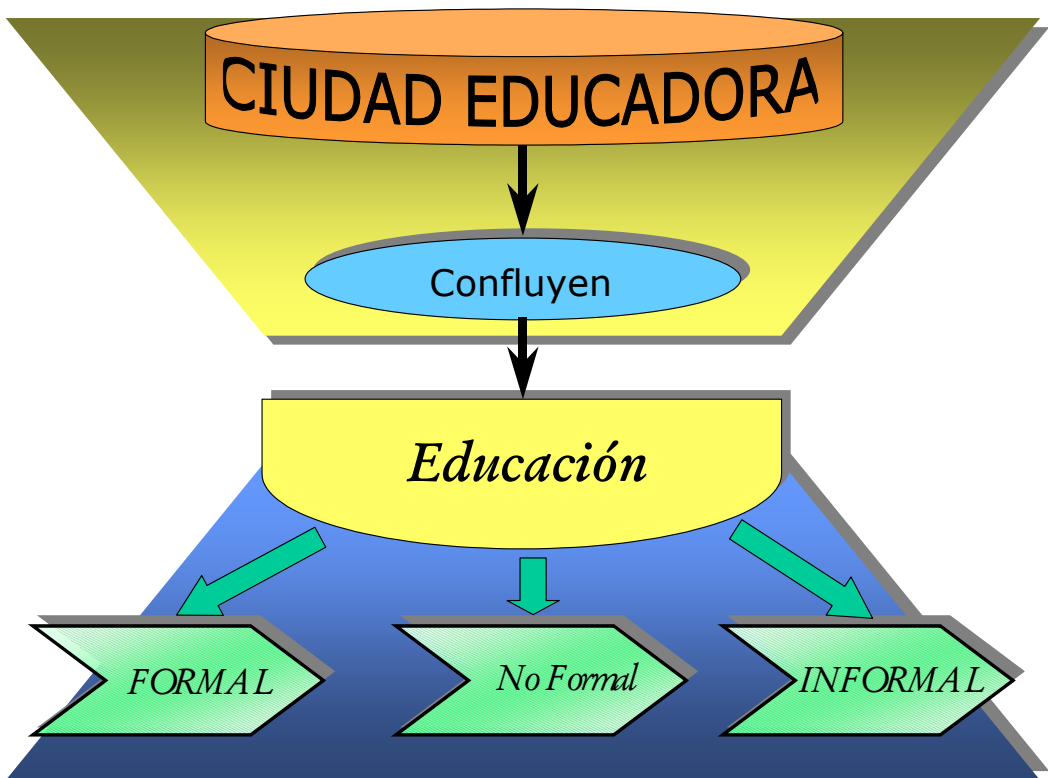 CIUDAD EDUCADORA
Confluyen
Educación
FORMAL
No Formal
INFORMAL